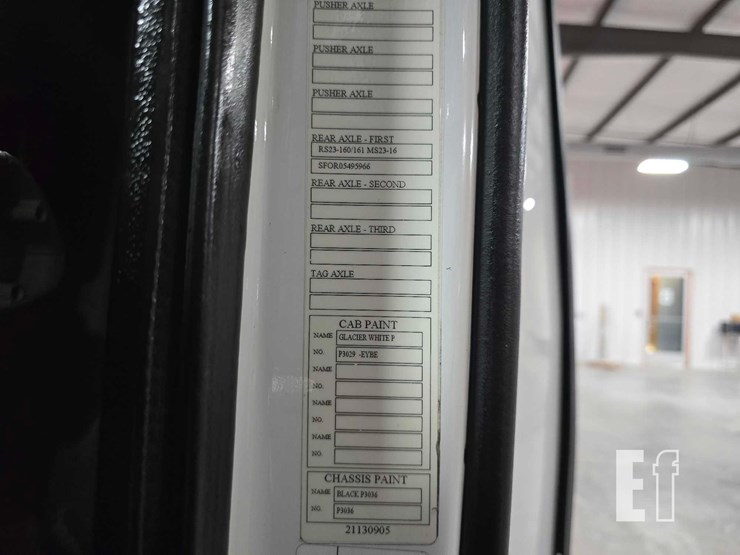 PUSHER AXLE
PUSHER AXLE
PUSHER AXLE
REAR AXLE - FIRST
RS23-160/161 MS23-16
SFOR05495966
REAR AXLE - SECOND
REAR AXLE - THIRD
TAG AXLE
CAB PAINT
NAME GLACIER WHITE P
NO. P3029 -EYBE
NAME
NO.
NAME
NO.
NAME
NO.
CHASSIS PAINT
NAME BLACK P3036
NO. P3036
21130905
Ef